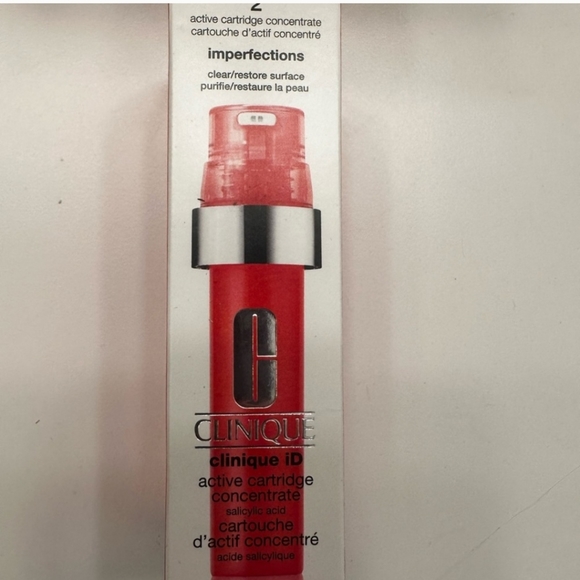 2
active cartridge concentrate
cartouche d'actif concentré
imperfections
clear/restore surface
purifie/restaure la peau
CLINIQUE
clinique iD
active cartridge
concentrate
salicylic acid
cartouche
d'actif concentré
acide salicylique